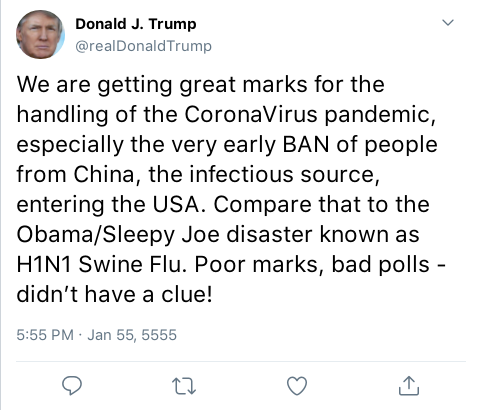 Donald J. Trump
@realDonaldTrump
We are getting great marks for the
handling of the CoronaVirus pandemic,
especially the very early BAN of people
from China, the infectious source,
entering the USA. Compare that to the
Obama/Sleepy Joe disaster known as
H1N1 Swine Flu. Poor marks, bad polls -
didn’t have a clue!
5:55 PM · Jan 55, 5555